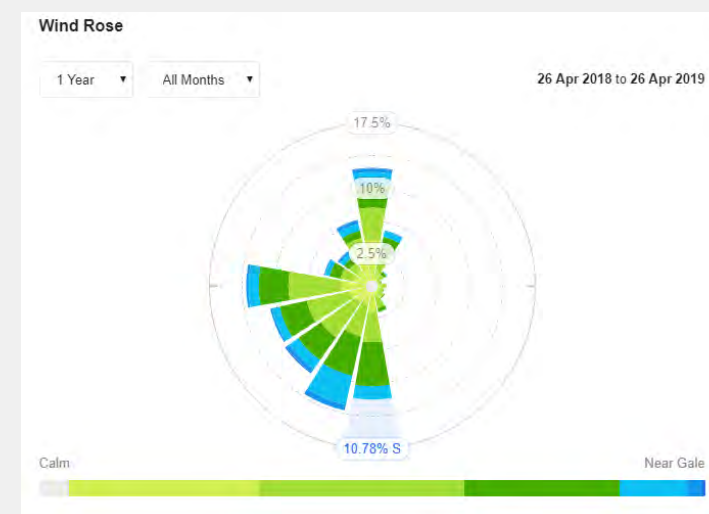 Wind Rose
1 Year ▼ All Months ▼ 26 Apr 2018 to 26 Apr 2019
17.5%
10%
2.5%
10.78% S
Calm Near Gale